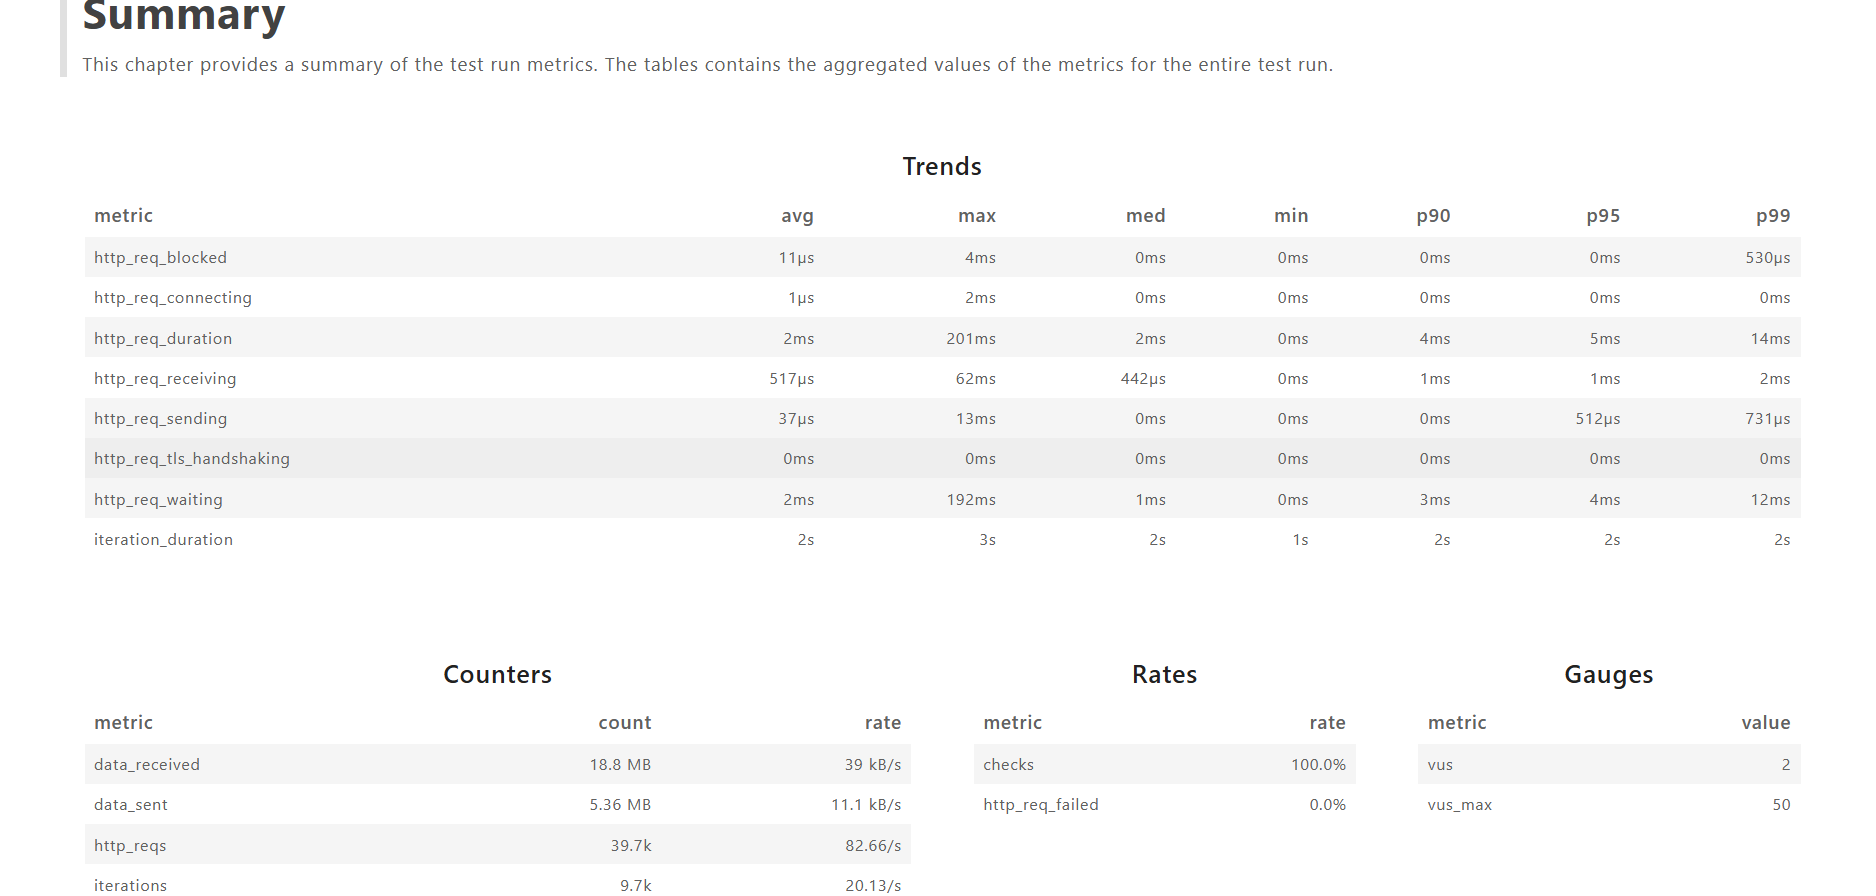 Summary
This chapter provides a summary of the test run metrics. The tables contains the aggregated values of the metrics for the entire test run.
Trends
metric avg max med min p90 p95 p99
http_req_blocked 11µs 4ms 0ms 0ms 0ms 0ms 530µs
http_req_connecting 1µs 2ms 0ms 0ms 0ms 0ms 0ms
http_req_duration 2ms 201ms 2ms 0ms 4ms 5ms 14ms
http_req_receiving 517µs 62ms 442µs 0ms 1ms 1ms 2ms
http_req_sending 37µs 13ms 0ms 0ms 0ms 512µs 731µs
http_req_tls_handshaking 0ms 0ms 0ms 0ms 0ms 0ms 0ms
http_req_waiting 2ms 192ms 1ms 0ms 3ms 4ms 12ms
iteration_duration 2s 3s 2s 1s 2s 2s 2s
Counters
metric count rate
data_received 18.8 MB 39 kB/s
data_sent 5.36 MB 11.1 kB/s
http_reqs 39.7k 82.66/s
iterations 9.7k 20.13/s
Rates
metric rate
checks 100.0%
http_req_failed 0.0%
Gauges
metric value
vus 2
vus_max 50